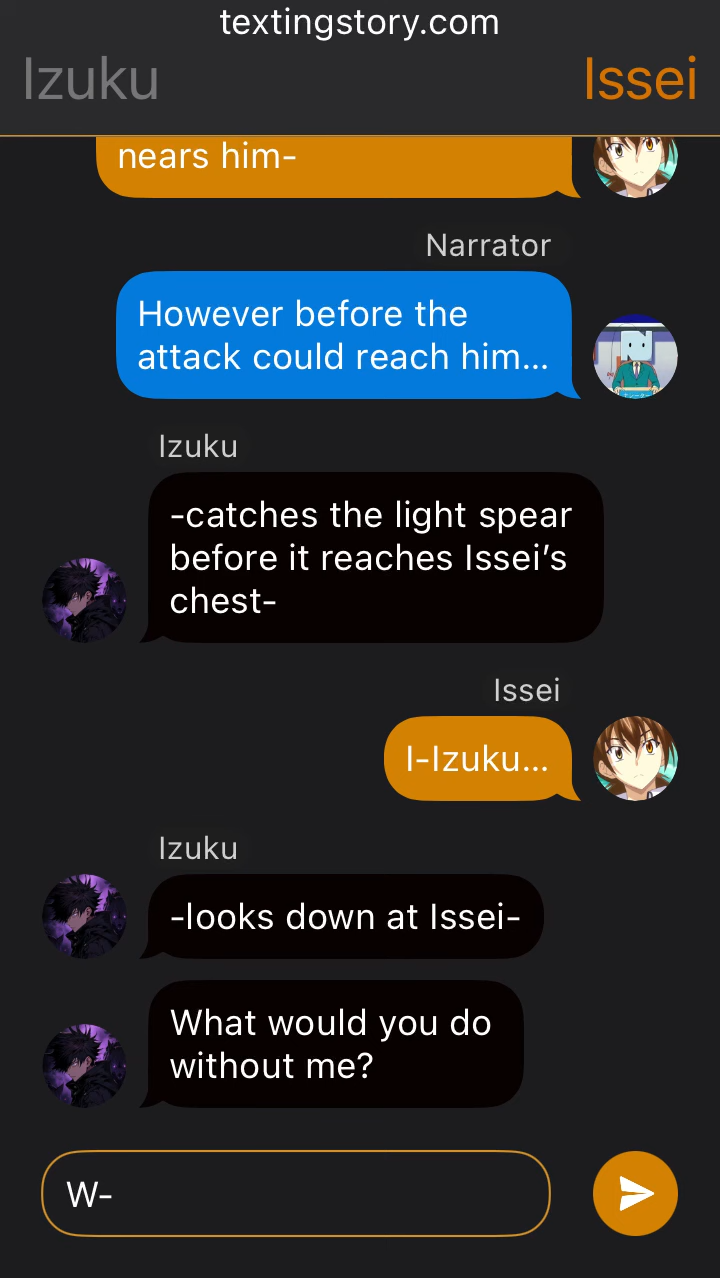 textingstory.com
Izuku
Issei
nears him-
Narrator
However before the
attack could reach him...
Izuku
-catches the light spear
before it reaches Issei’s
chest-
Issei
I-Izuku...
Izuku
-looks down at Issei-
What would you do
without me?
W-